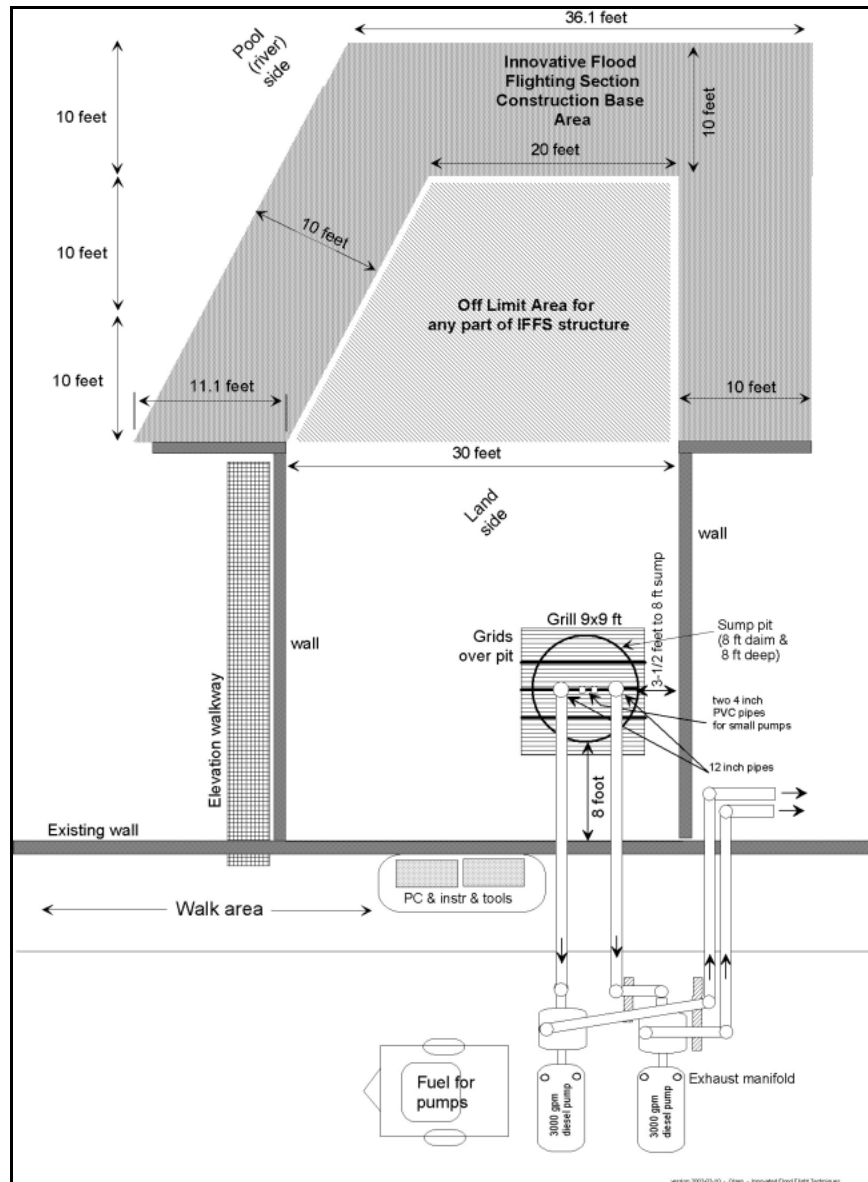 36.1 feet
Pool
(river)
side
Innovative Flood
Flighting Section
Construction Base
Area
10 feet
10 feet
20 feet
10 feet
10 feet
Off Limit Area for
any part of IFFS structure
10 feet
11.1 feet
10 feet
30 feet
Land
side
wall
wall
Elevation walkway
Grill 9x9 ft
Grids
over pit
3-1/2 feet to 8 ft sump
Sump pit
(8 ft daim &
8 ft deep)
two 4 inch
PVC pipes
for small pumps
12 inch pipes
8 foot
Existing wall
PC & instr & tools
Walk area
Fuel for
pumps
3000 gpm
diesel pump
3000 gpm
diesel pump
Exhaust manifold